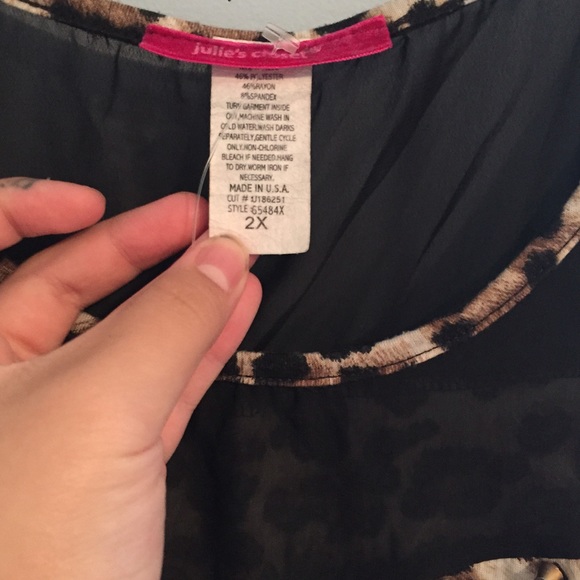 julie's closet®
46% POLYESTER
46%RAYON
8%SPANDEX
TURN GARMENT INSIDE
OUT,MACHINE WASH IN
COLD WATER,WASH DARKS
SEPARATELY,GENTLE CYCLE
ONLY.NON-CHLORINE
BLEACH IF NEEDED.HANG
TO DRY.WORM IRON IF
NECESSARY.
MADE IN U.S.A.
CUT # 1J186251
STYLE: 65484X
2X